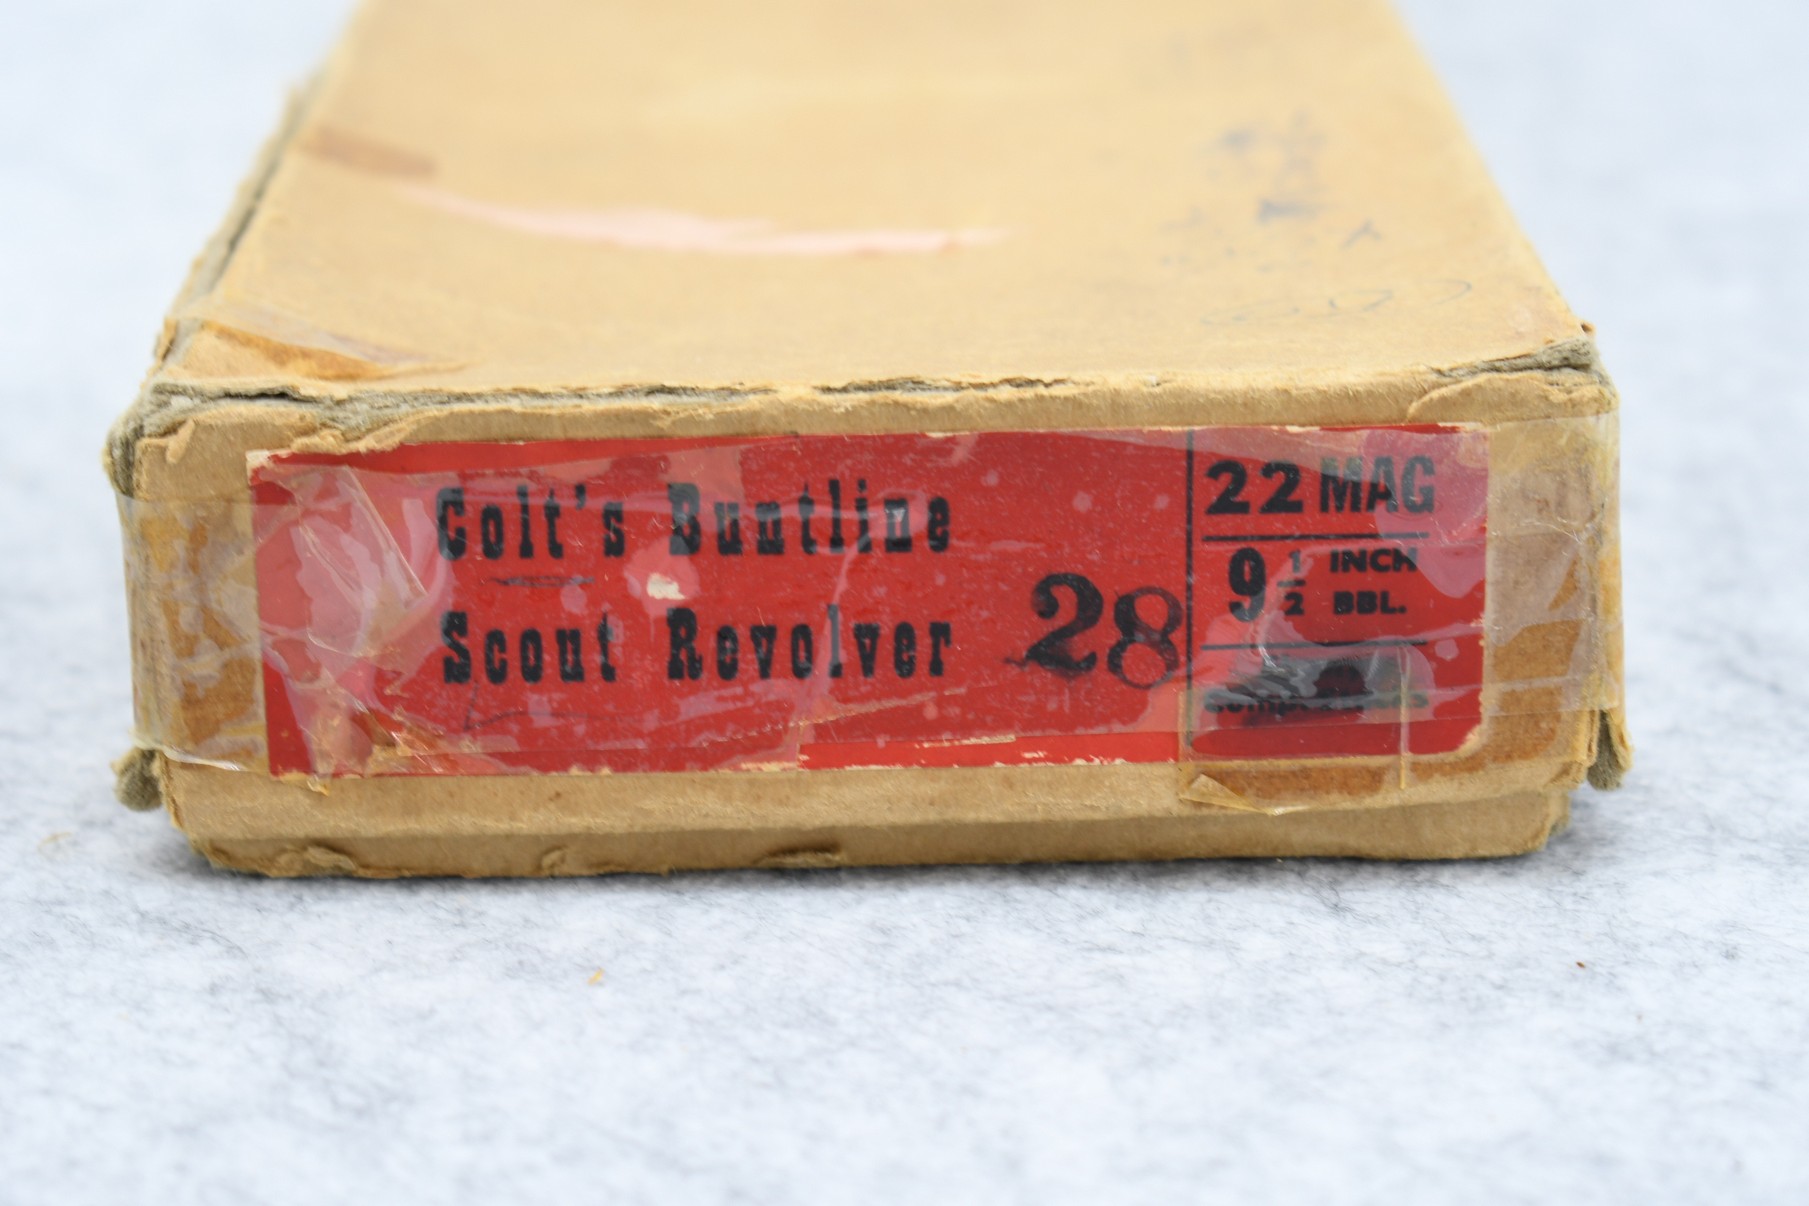 Colt's Buntline
Scout Revolver
28
22 MAG
9 1/2 INCH BBL.